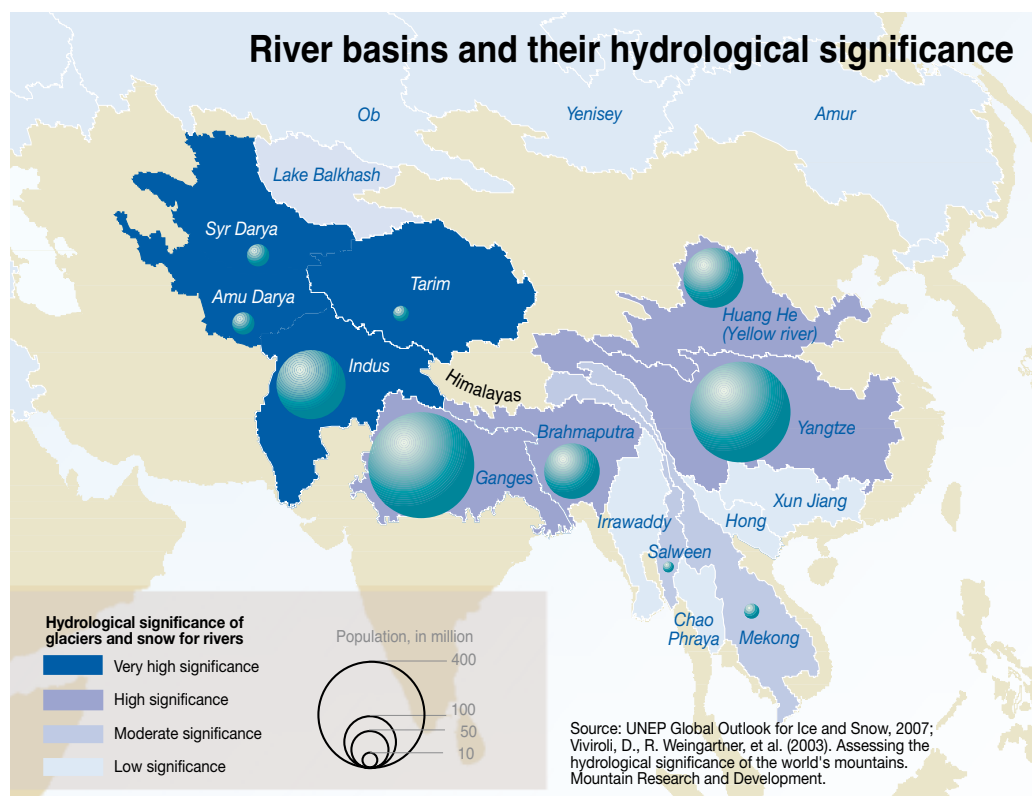 River basins and their hydrological significance
Ob
Yenisey
Amur
Lake Balkhash
Syr Darya
Amu Darya
Tarim
Huang He
(Yellow river)
Indus
Himalayas
Brahmaputra
Yangtze
Ganges
Xun Jiang
Irrawaddy
Hong
Salween
Chao
Phraya
Mekong
Hydrological significance of
glaciers and snow for rivers
Very high significance
High significance
Moderate significance
Low significance
Population, in million
400
100
50
10
Source: UNEP Global Outlook for Ice and Snow, 2007;
Viviroli, D., R. Weingartner, et al. (2003). Assessing the
hydrological significance of the world's mountains.
Mountain Research and Development.